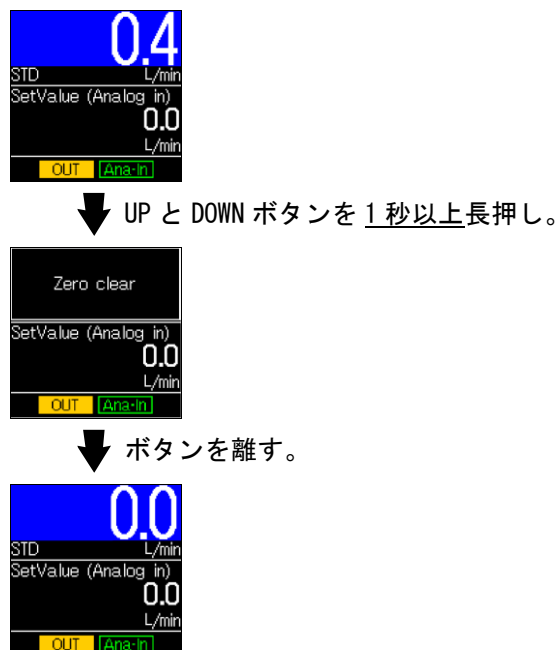 0.4
STD L/min
SetValue (Analog in)
0.0
L/min
OUT Ana-In
UP と DOWN ボタンを 1 秒以上長押し。
Zero clear
SetValue (Analog in)
0.0
L/min
OUT Ana-In
ボタンを離す。
0.0
STD L/min
SetValue (Analog in)
0.0
L/min
OUT Ana-In